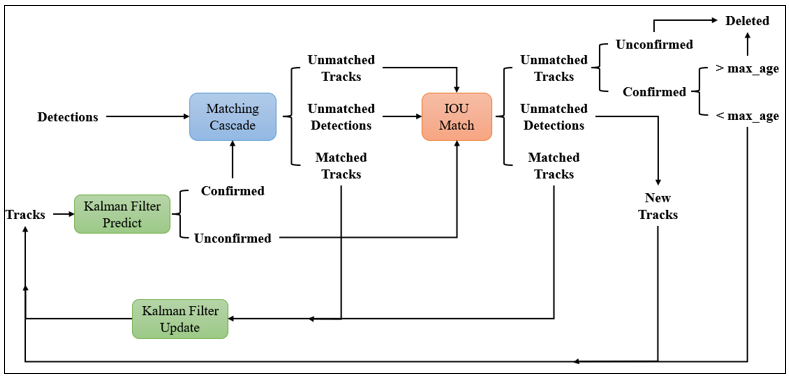 Deleted
Unmatched
Tracks
Unmatched
Tracks
Unconfirmed
> max_age
Confirmed
Detections
Matching
Cascade
Unmatched
Detections
IOU
Match
Unmatched
Detections
< max_age
Matched
Tracks
Matched
Tracks
Confirmed
Tracks
Kalman Filter
Predict
New
Tracks
Unconfirmed
Kalman Filter
Update